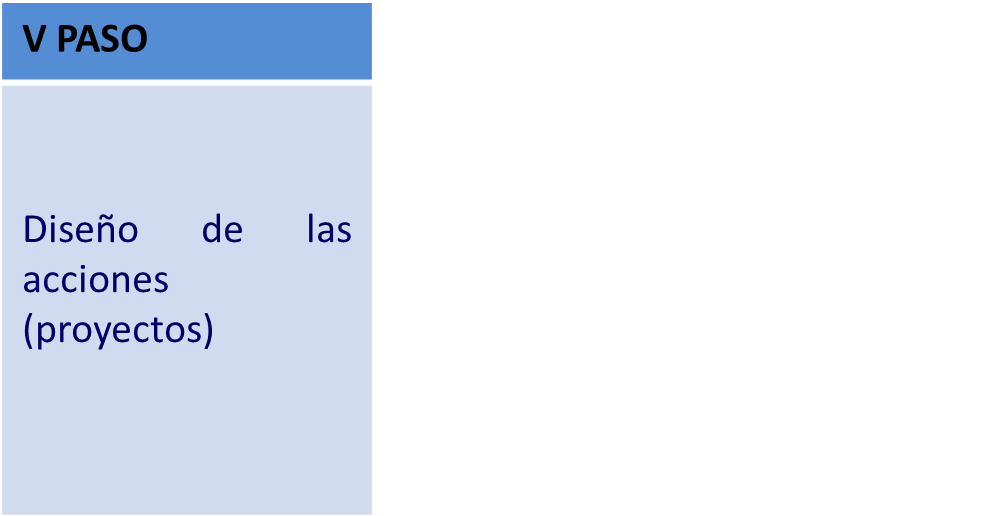 V PASO
Diseño de las
acciones
(proyectos)